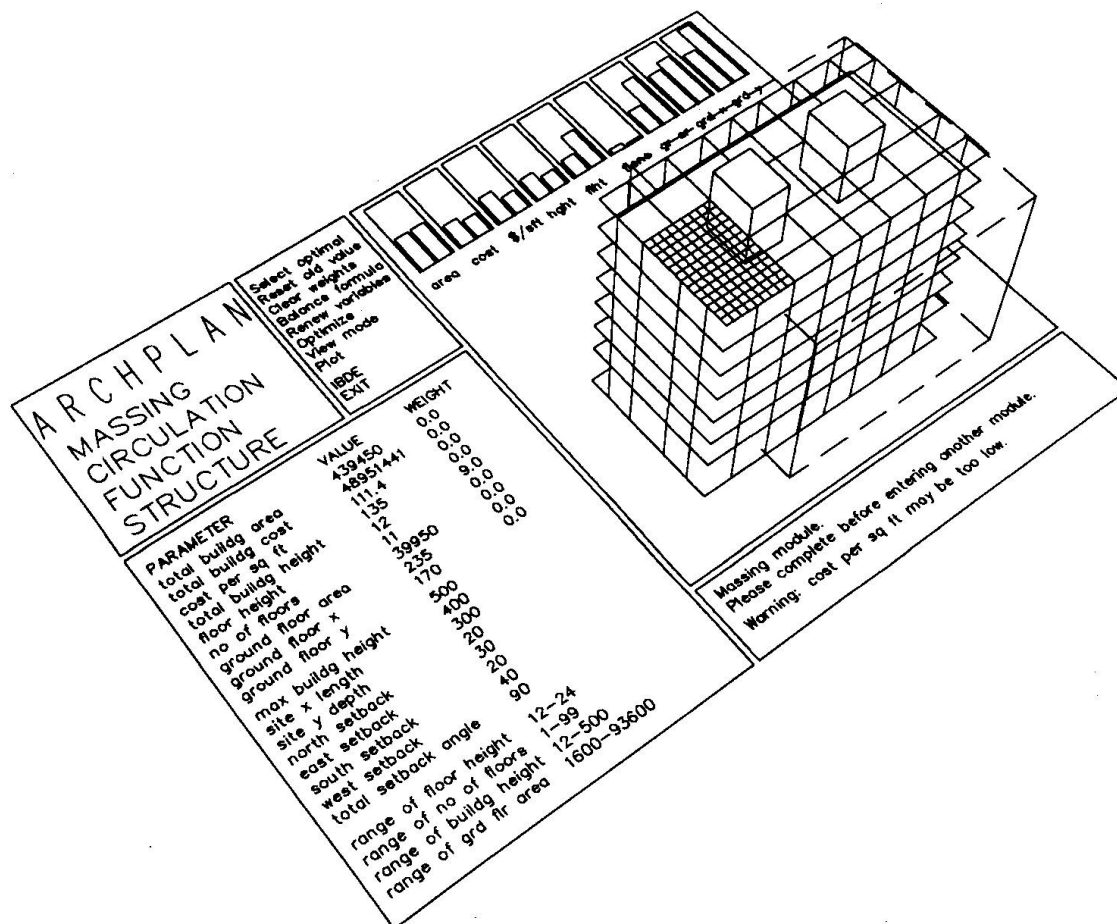 ARCHPLAN
MASSING
CIRCULATION
FUNCTION
STRUCTURE
Select optimal
Reset old value
Clear weights
Balance formula
Renew variables
Optimize
View mode
Plot
IBDE
EXIT
area cost $/sft hght flht flono gr-ar grd-x grd-y
PARAMETER VALUE WEIGHT
total buildg area 439450 0.0
total buildg cost 48951441 0.0
cost per sq ft 111.4 0.0
total buildg height 135 0.0
floor height 12 9.0
no of floors 11 0.0
ground floor area 39950 0.0
ground floor x 235 0.0
ground floor y 170
max buildg height 500
site x length 400
site y depth 300
north setback 20
east setback 30
south setback 20
west setback 40
total setback angle 90
range of floor height 12-24
range of no of floors 1-99
range of buildg height 12-500
range of grd flr area 1600-93600
Massing module.
Please complete before entering another module.
Warning: cost per sq ft may be too low.